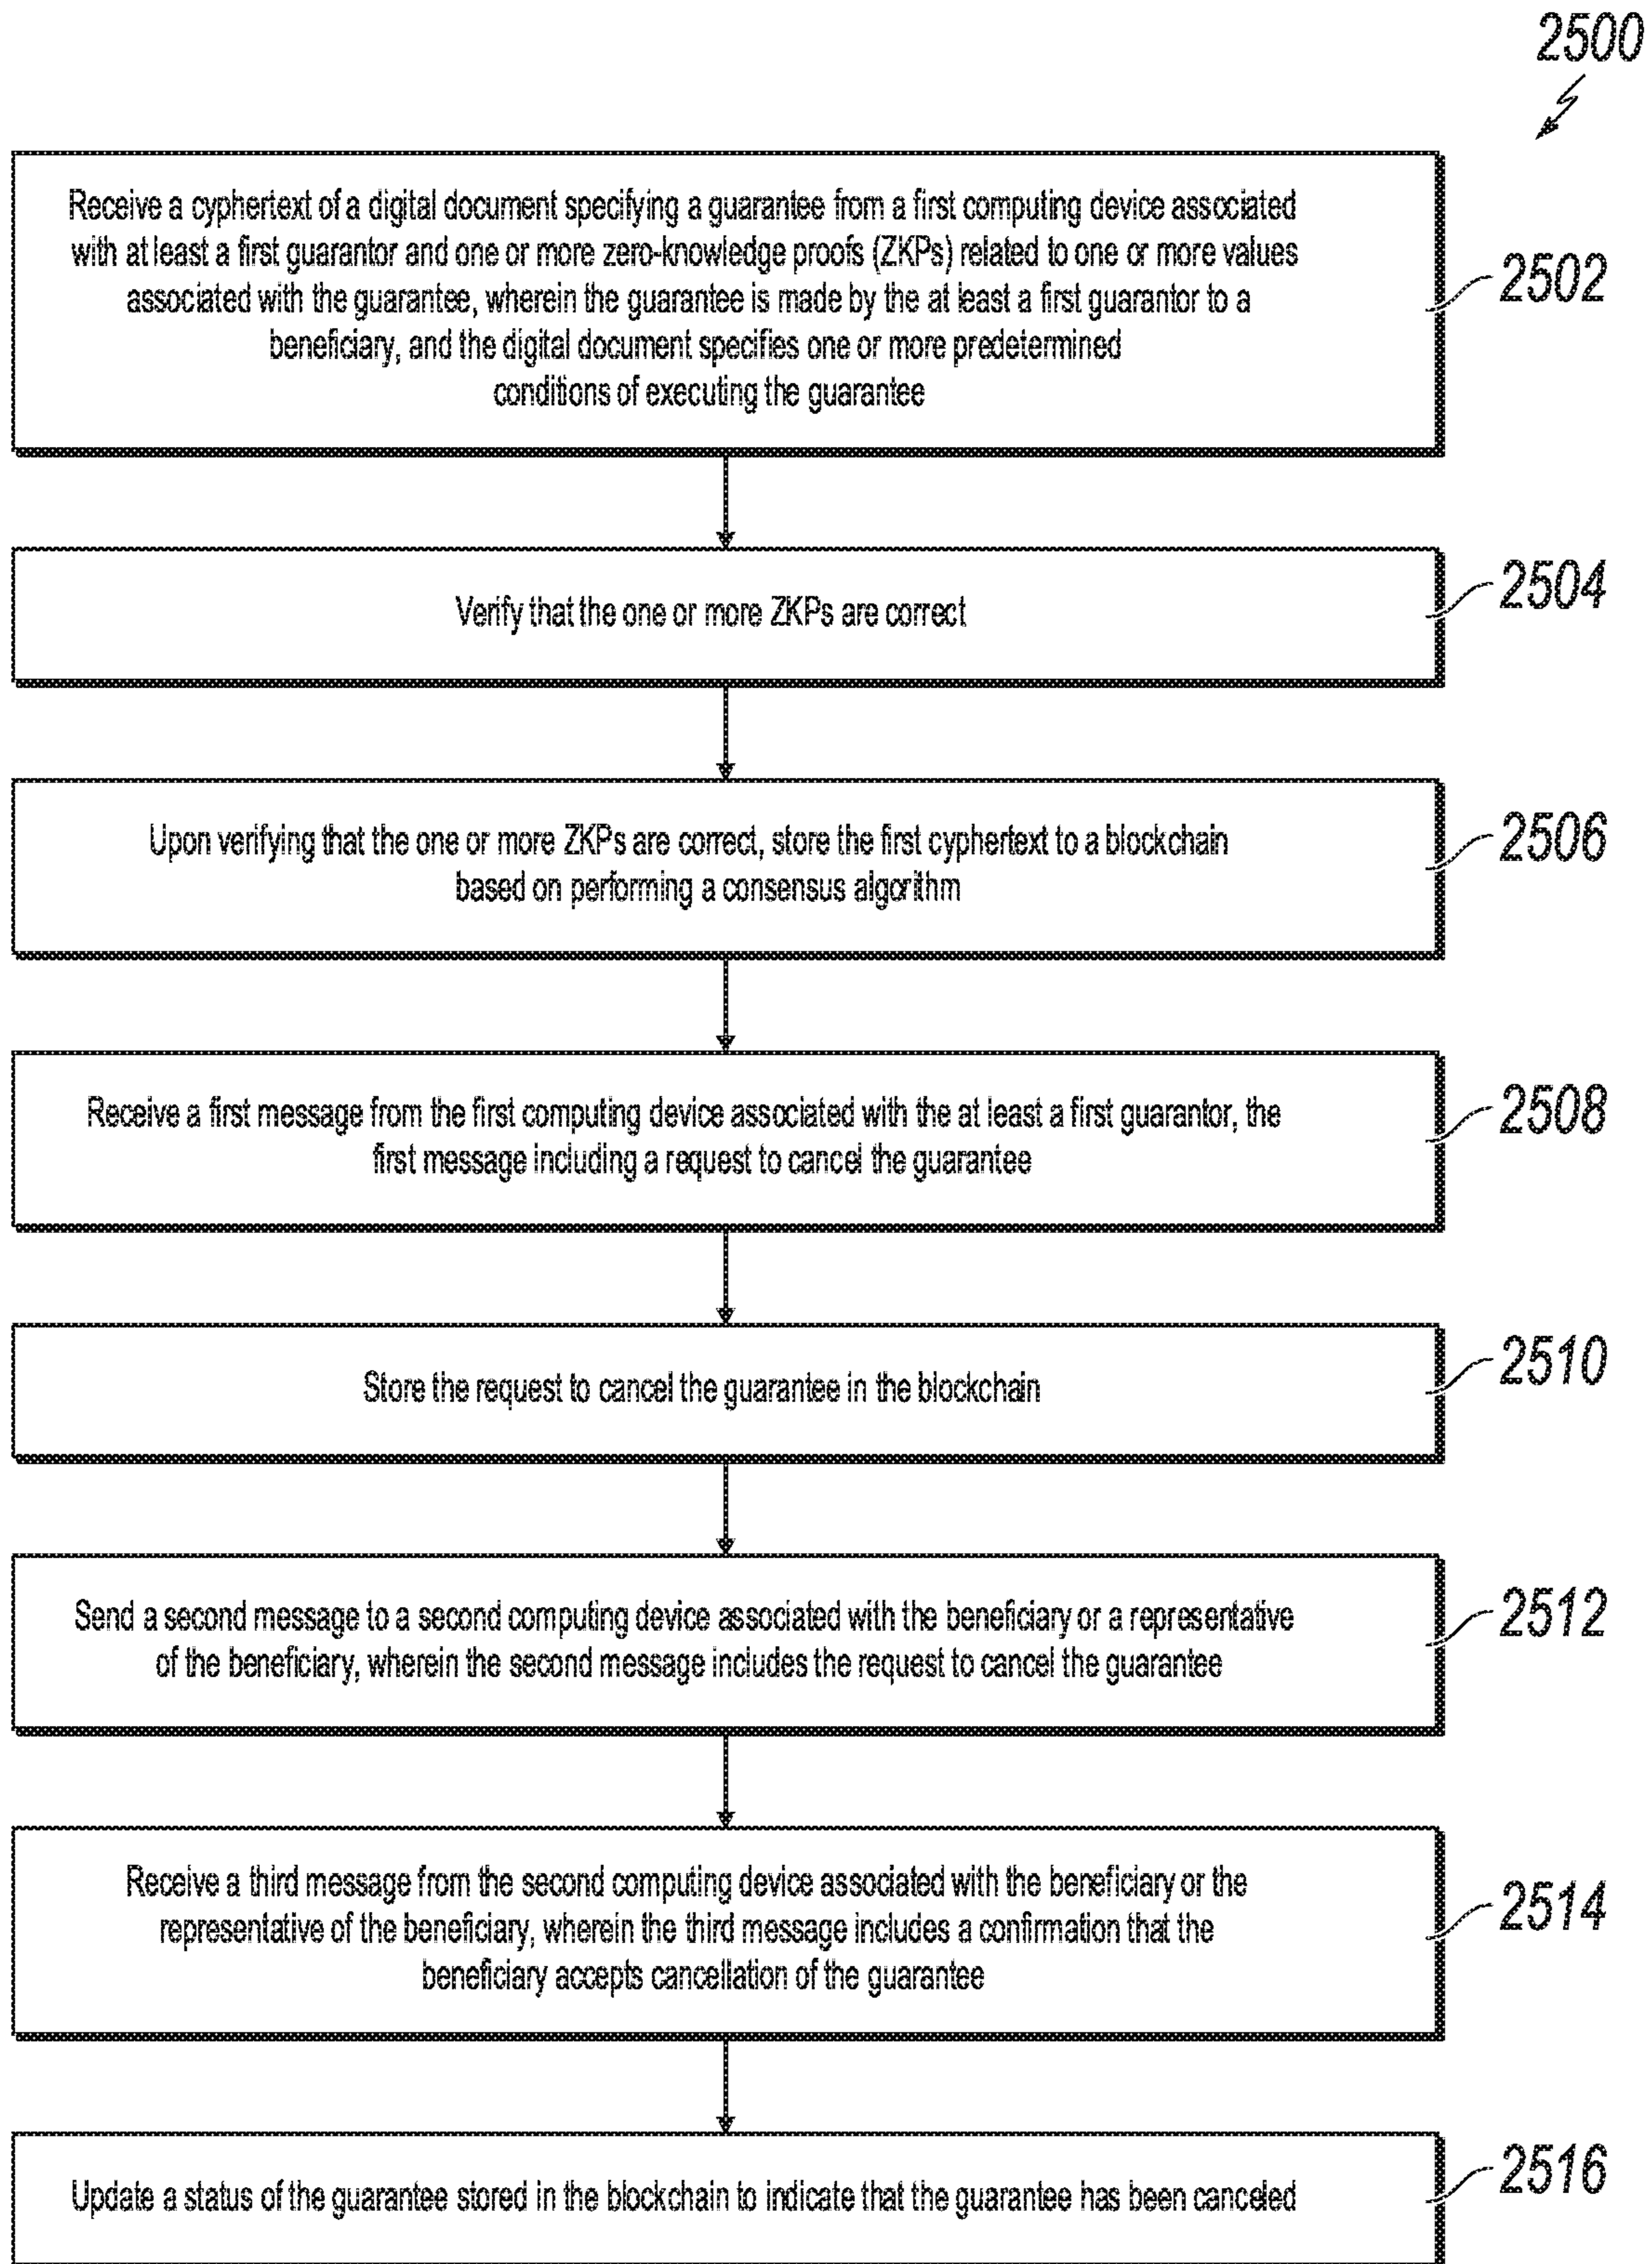 2500
Receive a cyphertext of a digital document specifying a guarantee from a first computing device associated
with at least a first guarantor and one or more zero-knowledge proofs (ZKPs) related to one or more values
associated with the guarantee, wherein the guarantee is made by the at least a first guarantor to a
beneficiary, and the digital document specifies one or more predetermined
conditions of executing the guarantee
2502
Verify that the one or more ZKPs are correct
2504
Upon verifying that the one or more ZKPs are correct, store the first cyphertext to a blockchain
based on performing a consensus algorithm
2506
Receive a first message from the first computing device associated with the at least a first guarantor, the
first message including a request to cancel the guarantee
2508
Store the request to cancel the guarantee in the blockchain
2510
Send a second message to a second computing device associated with the beneficiary or a representative
of the beneficiary, wherein the second message includes the request to cancel the guarantee
2512
Receive a third message from the second computing device associated with the beneficiary or the
representative of the beneficiary, wherein the third message includes a confirmation that the
beneficiary accepts cancellation of the guarantee
2514
Update a status of the guarantee stored in the blockchain to indicate that the guarantee has been canceled
2516